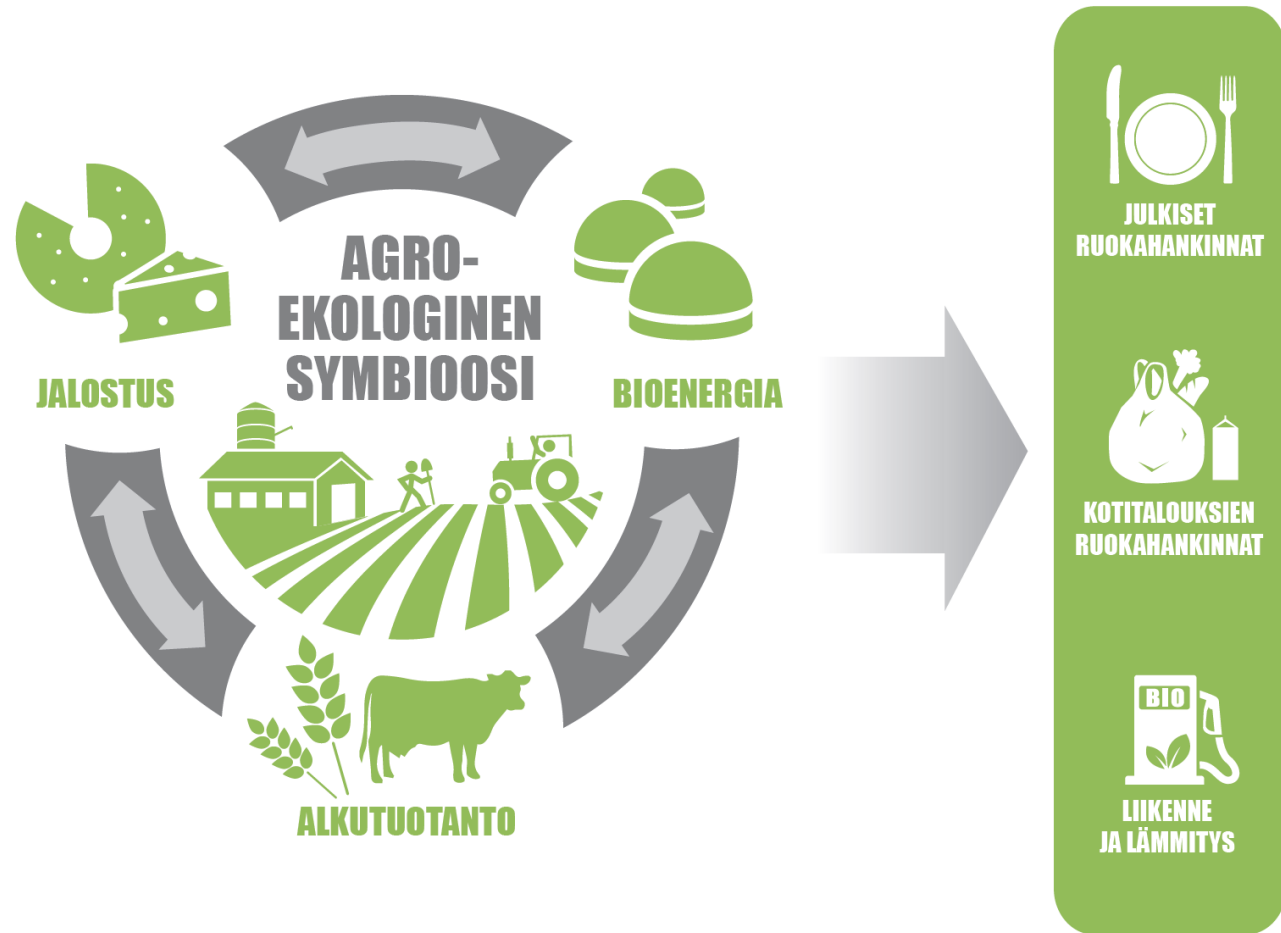 AGRO-
EKOLOGINEN
SYMBIOOSI
JALOSTUS
BIOENERGIA
ALKUTUOTANTO
JULKISET
RUOKAHANKINNAT
KOTITALOUKSIEN
RUOKAHANKINNAT
BIO
LIIKENNE
JA LÄMMITYS